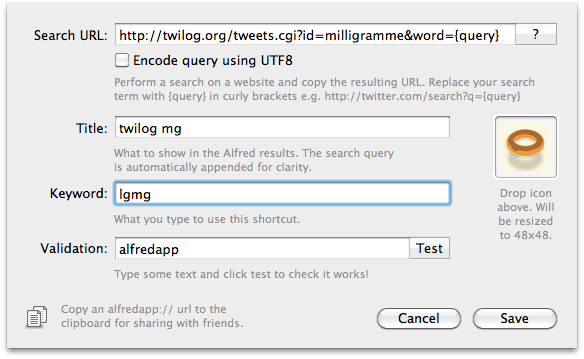 Search URL: http://twilog.org/tweets.cgi?id=milligramme&word={query} ?
Encode query using UTF8
Perform a search on a website and copy the resulting URL. Replace your search
term with {query} in curly brackets e.g. http://twitter.com/search?q={query}
Title: twilog mg
What to show in the Alfred results. The search query
is automatically appended for clarity.
Keyword: lgmg
What you type to use this shortcut.
Drop icon
above. Will
be resized
to 48x48.
Validation: alfredapp Test
Type some text and click test to check it works!
Copy an alfredapp:// url to the
clipboard for sharing with friends.
Cancel Save